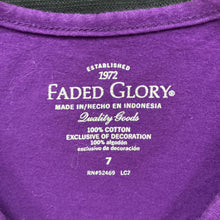 ESTABLISHED
1972
FADED GLORY®
MADE IN/HECHO EN INDONESIA
Quality Goods
100% COTTON
EXCLUSIVE OF DECORATION
100% algodón
exclusiva de decoración
7
RN#52469 LC2